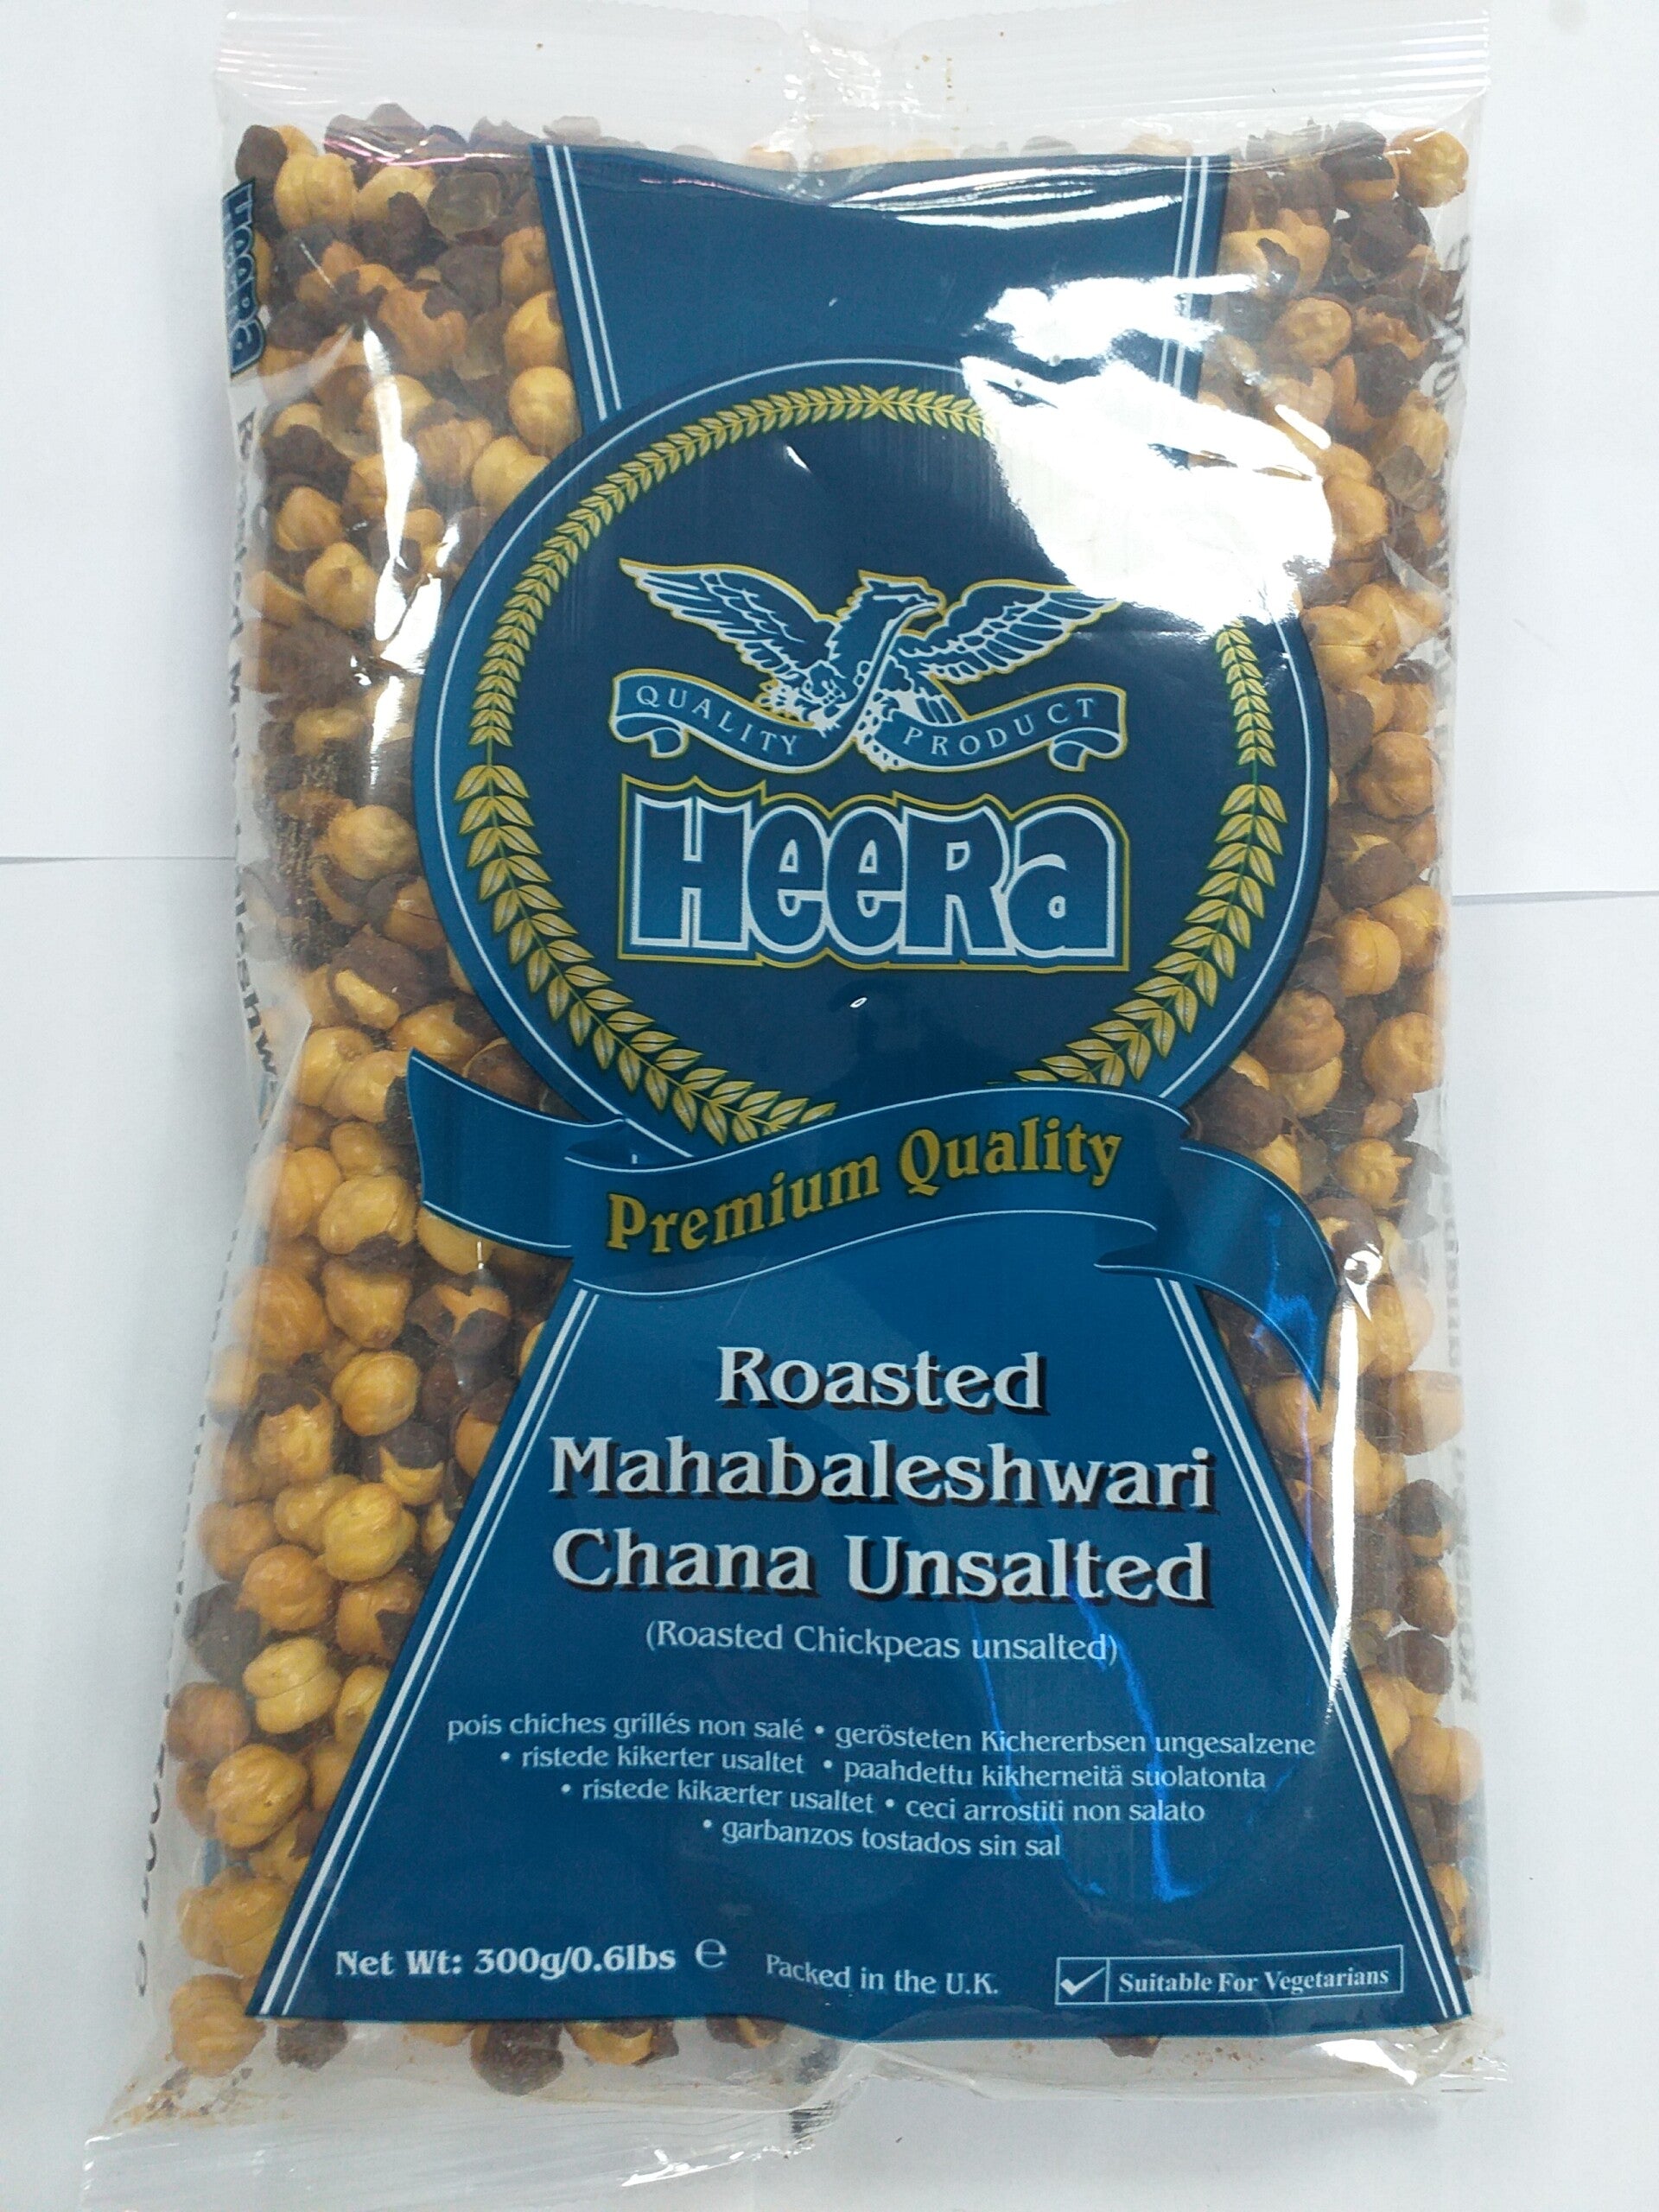 QUALITY PRODUCT
HeeRa
Premium Quality
Roasted
Mahabaleshwari
Chana Unsalted
(Roasted Chickpeas unsalted)
pois chiches grillés non salé • gerösteten Kichererbsen ungesalzene
• ristede kikerter usaltet • paahdettu kikherneitä suolatonta
• ristede kikærter usaltet • ceci arrostiti non salato
• garbanzos tostados sin sal
Net Wt: 300g/0.6lbs ℮ Packed in the U.K. Suitable For Vegetarians
HeeRa